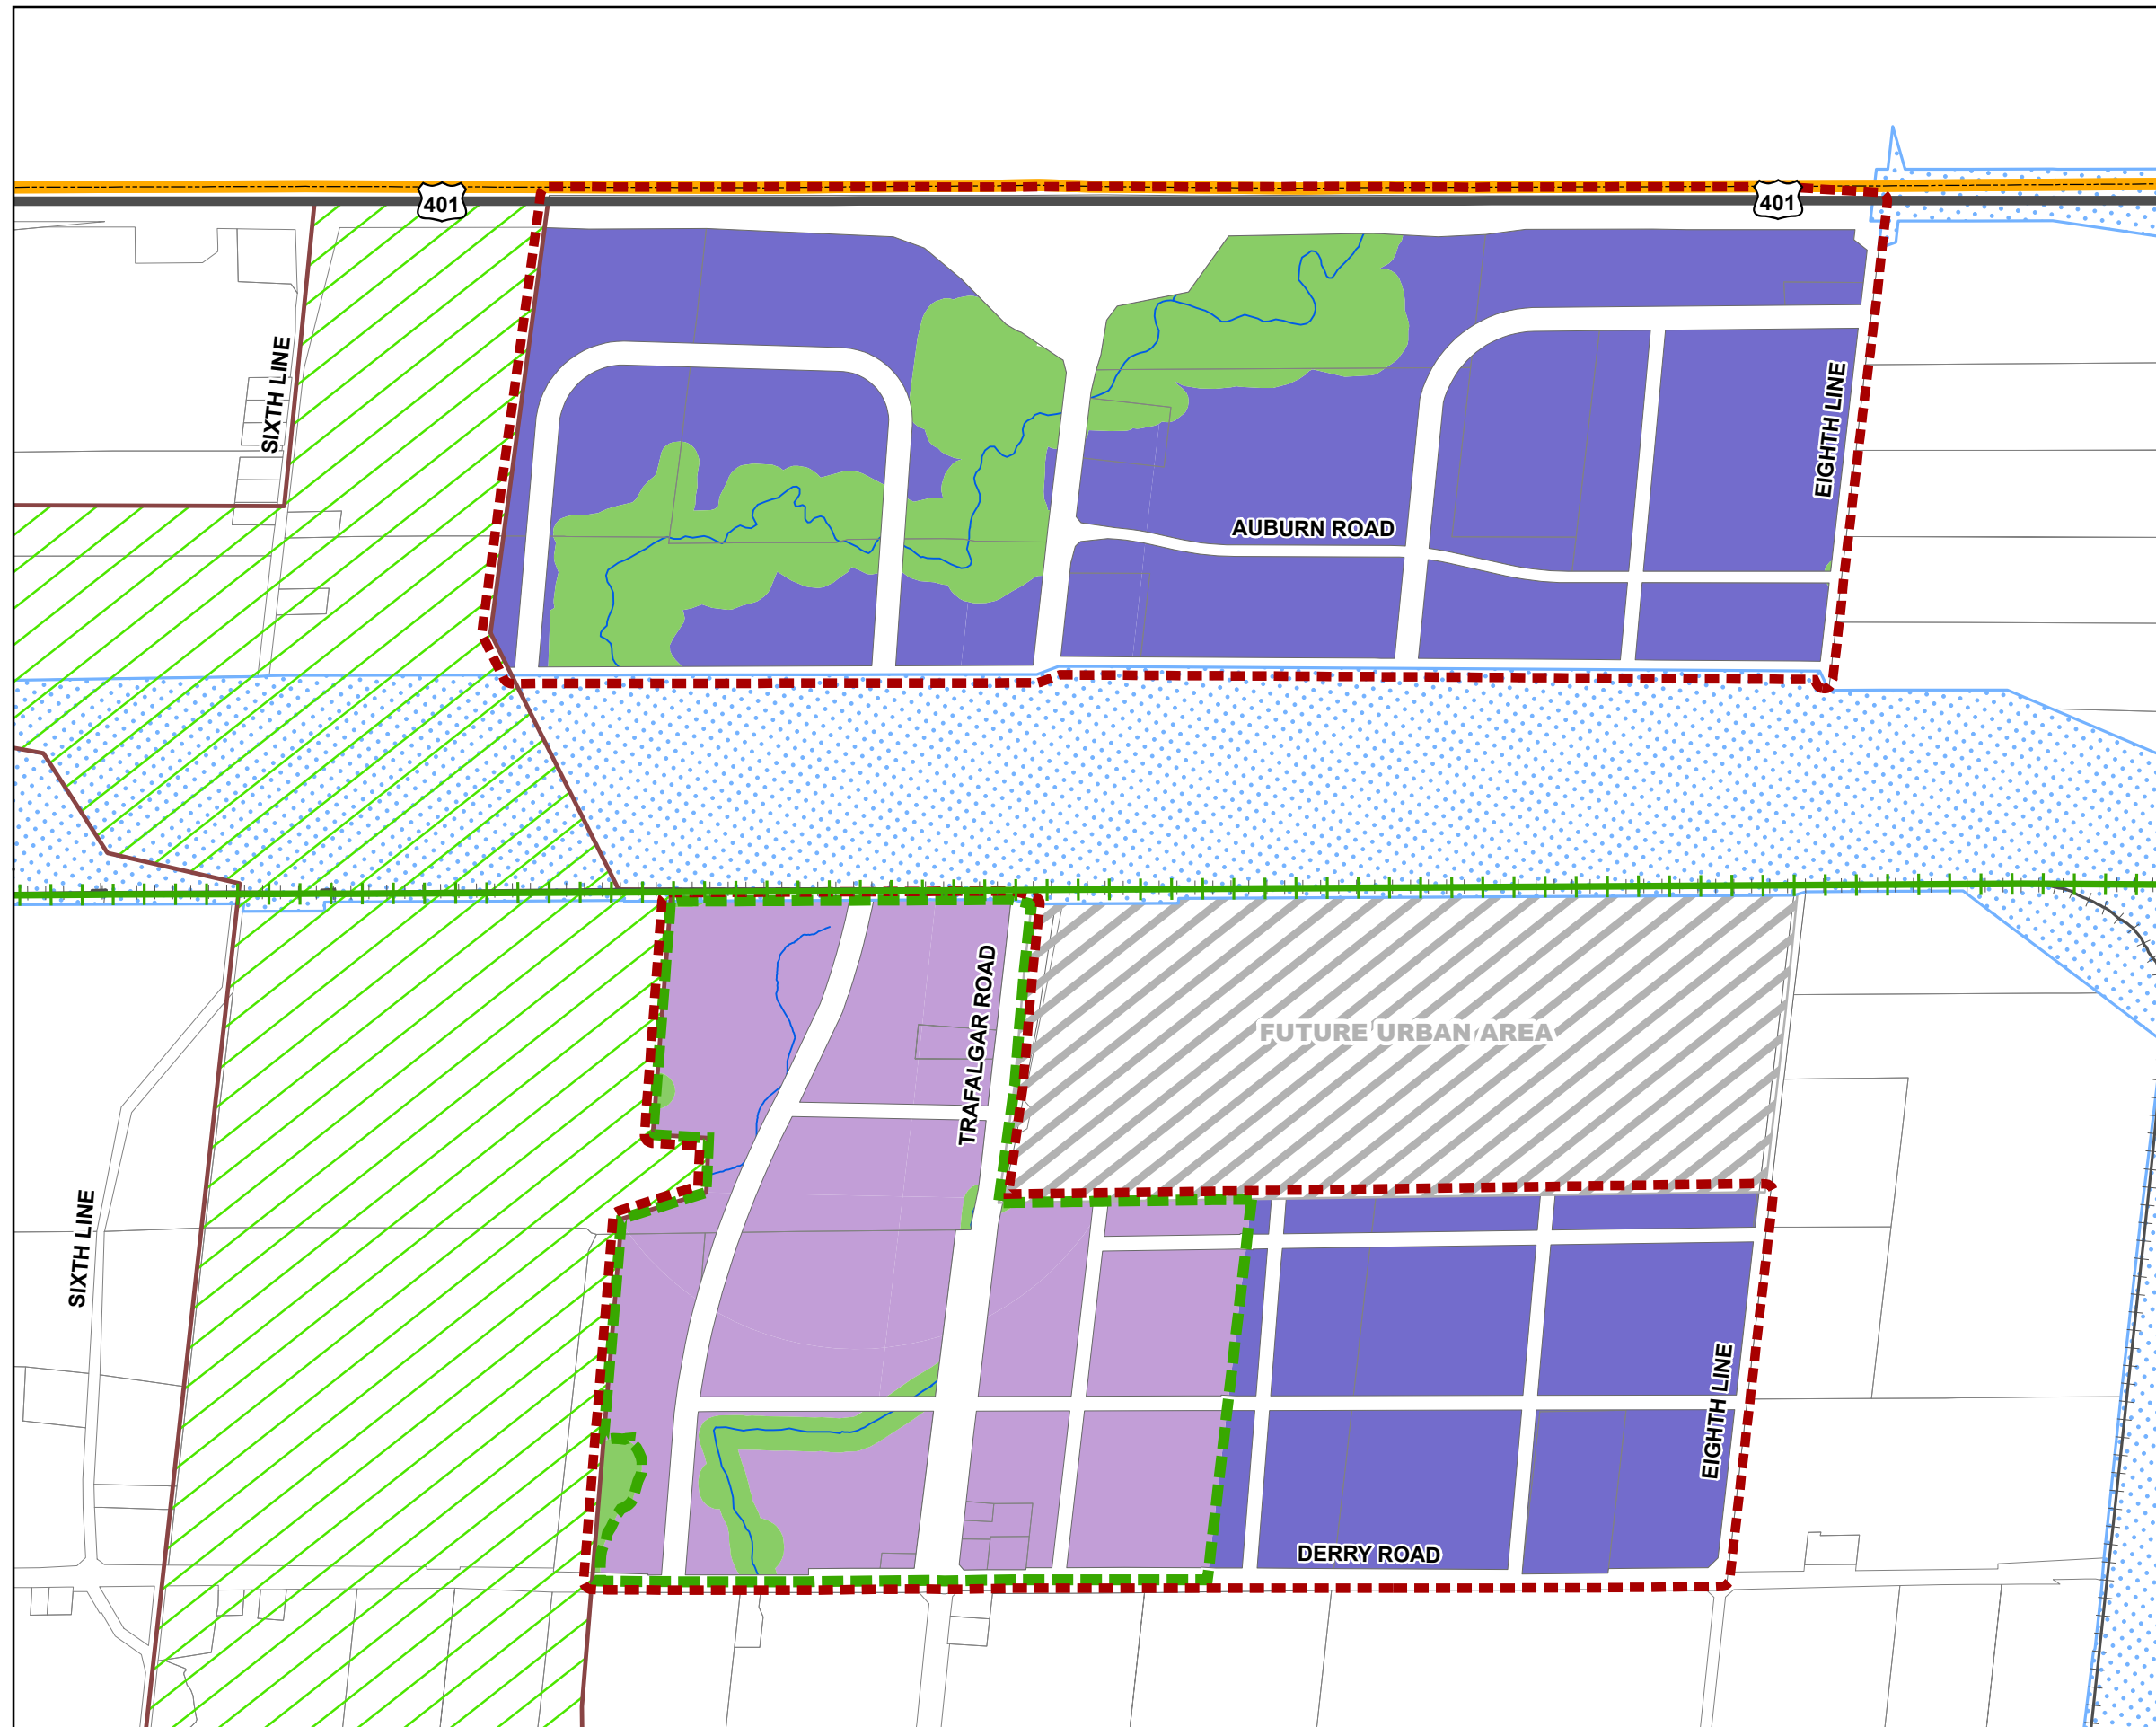 401
401
SIXTH LINE
EIGHTH LINE
AUBURN ROAD
TRAFALGAR ROAD
FUTURE URBAN AREA
SIXTH LINE
EIGHTH LINE
DERRY ROAD